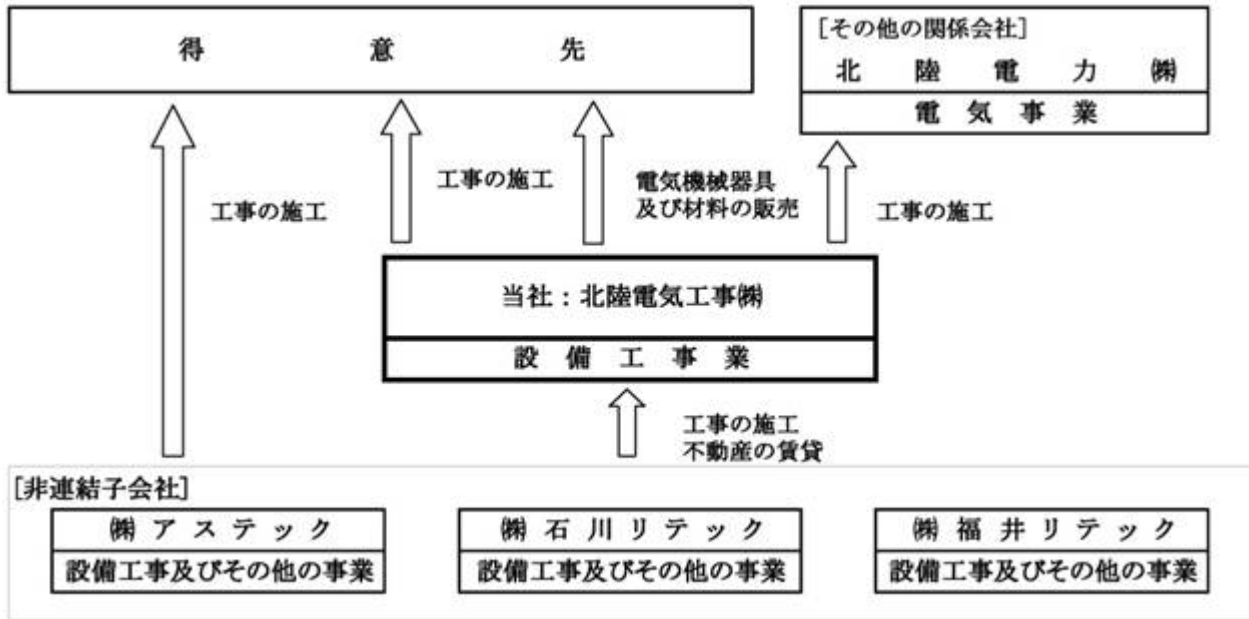 得意先
[その他の関係会社]
北陸電力㈱
電気事業
工事の施工
工事の施工
電気機械器具
及び材料の販売
工事の施工
当社：北陸電気工事㈱
設備工事業
工事の施工
不動産の賃貸
[非連結子会社]
㈱アステック
設備工事及びその他の事業
㈱石川リテック
設備工事及びその他の事業
㈱福井リテック
設備工事及びその他の事業